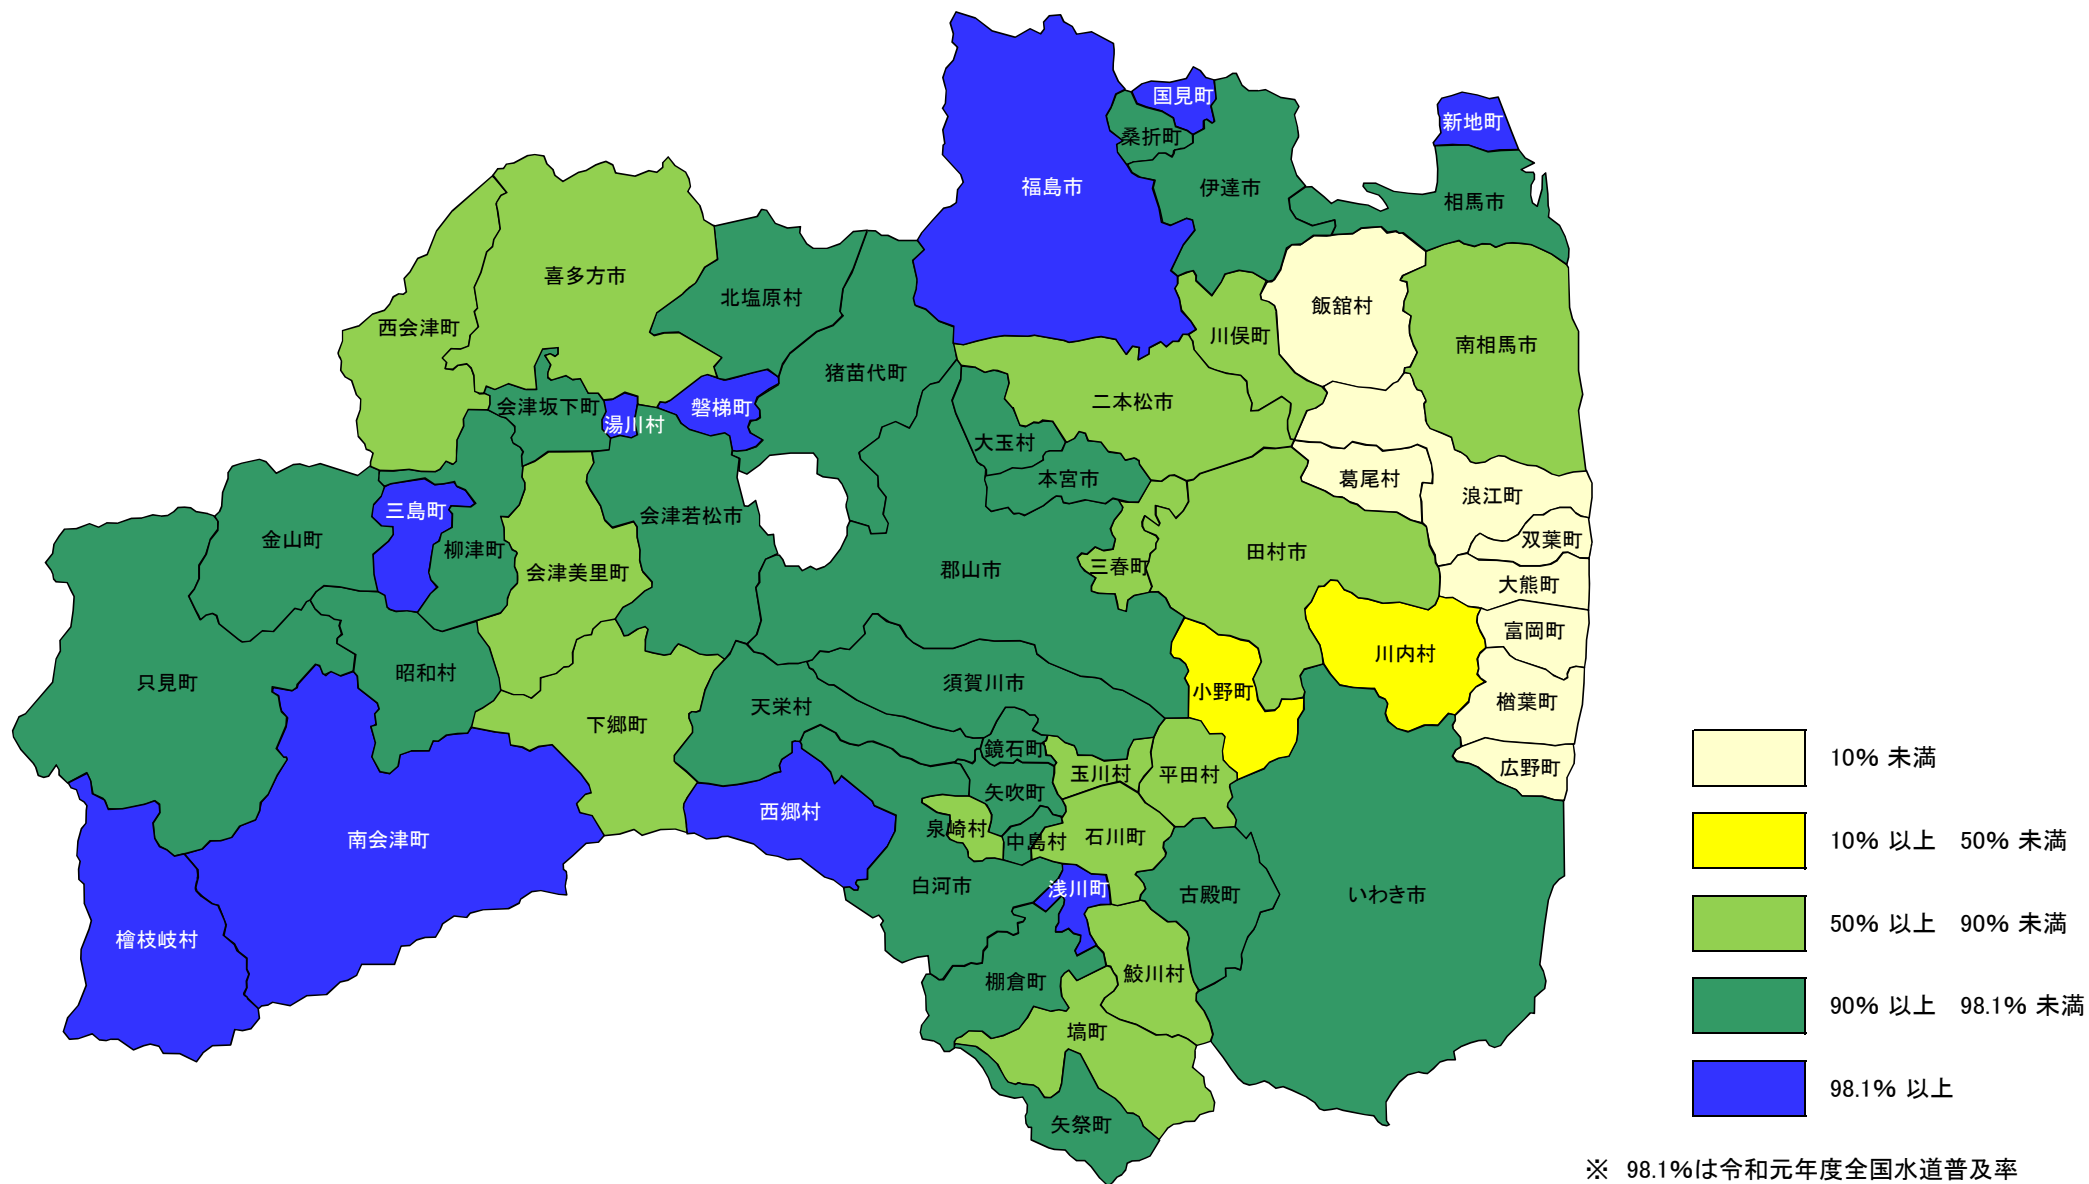 国見町
新地町
桑折町
福島市
伊達市
相馬市
喜多方市
北塩原村
飯舘村
西会津町
川俣町
南相馬市
猪苗代町
二本松市
会津坂下町
磐梯町
湯川村
大玉村
本宮市
葛尾村
浪江町
三島町
会津若松市
金山町
柳津町
双葉町
田村市
三春町
郡山市
会津美里町
大熊町
富岡町
川内村
昭和村
只見町
須賀川市
小野町
楢葉町
天栄村
下郷町
鏡石町
玉川村
平田村
広野町
矢吹町
西郷村
泉崎村
中島村
石川町
南会津町
白河市
浅川町
古殿町
いわき市
檜枝岐村
棚倉町
鮫川村
塙町
矢祭町
10% 未満
10% 以上 50% 未満
50% 以上 90% 未満
90% 以上 98.1% 未満
98.1% 以上
※ 98.1%は令和元年度全国水道普及率